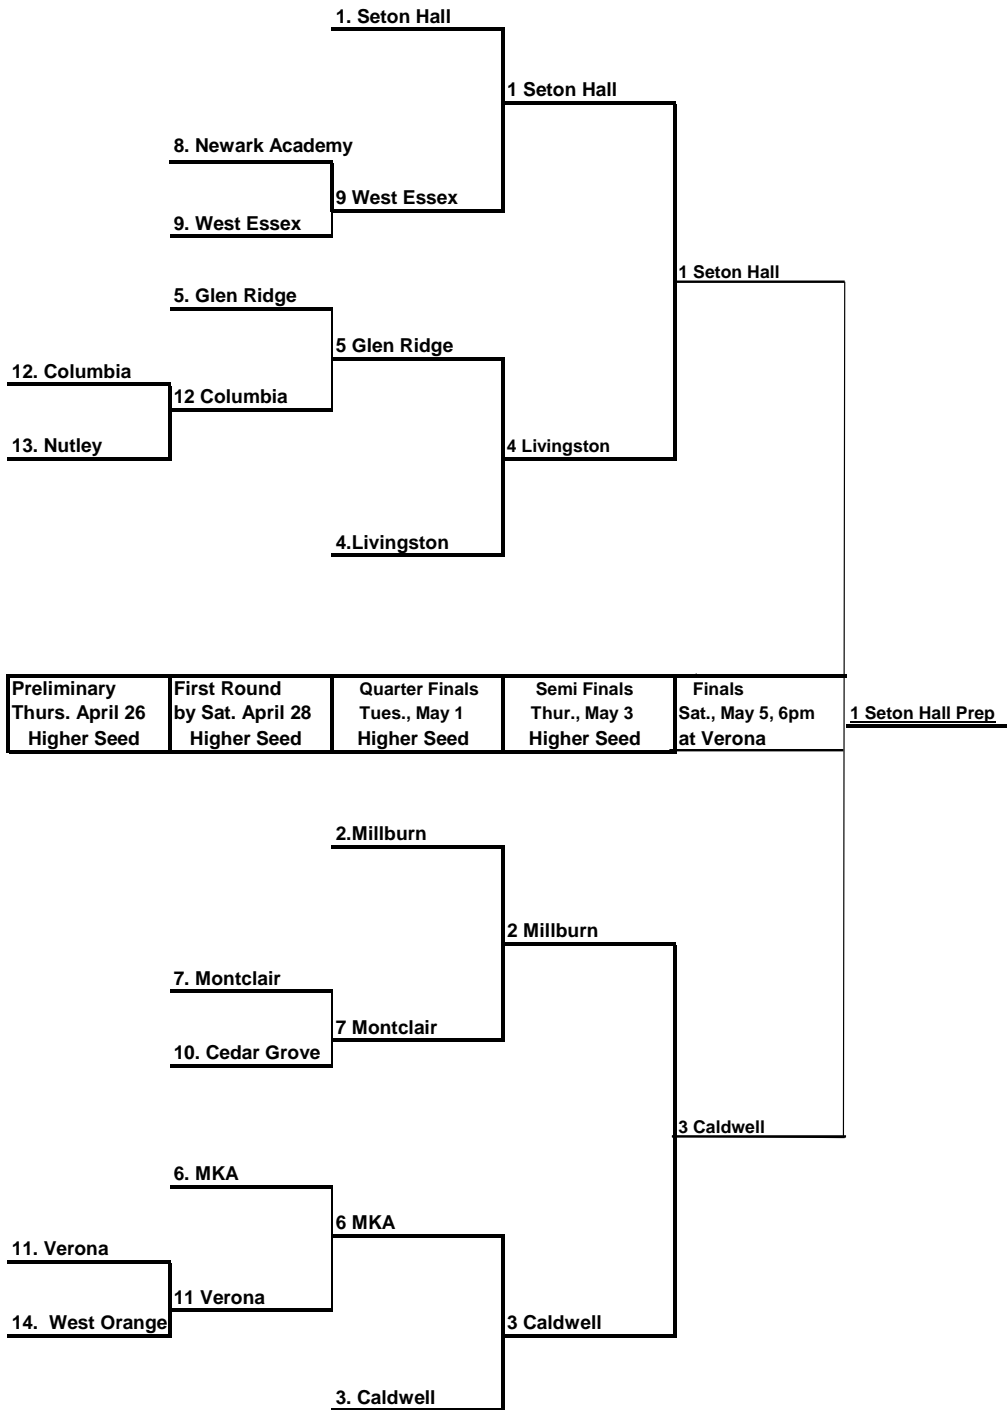 1. Seton Hall
1 Seton Hall
8. Newark Academy
9 West Essex
9. West Essex
1 Seton Hall
5. Glen Ridge
5 Glen Ridge
12. Columbia
12 Columbia
13. Nutley
4 Livingston
4.Livingston
Preliminary
Thurs. April 26
Higher Seed
First Round
by Sat. April 28
Higher Seed
Quarter Finals
Tues., May 1
Higher Seed
Semi Finals
Thur., May 3
Higher Seed
Finals
Sat., May 5, 6pm
at Verona
1 Seton Hall Prep
2.Millburn
2 Millburn
7. Montclair
7 Montclair
10. Cedar Grove
3 Caldwell
6. MKA
6 MKA
11. Verona
11 Verona
14. West Orange
3 Caldwell
3. Caldwell